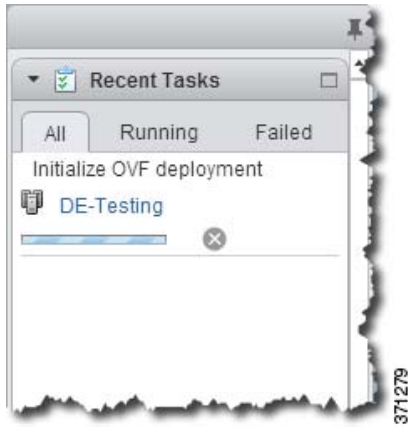 Recent Tasks
All Running Failed
Initialize OVF deployment
DE-Testing
371279